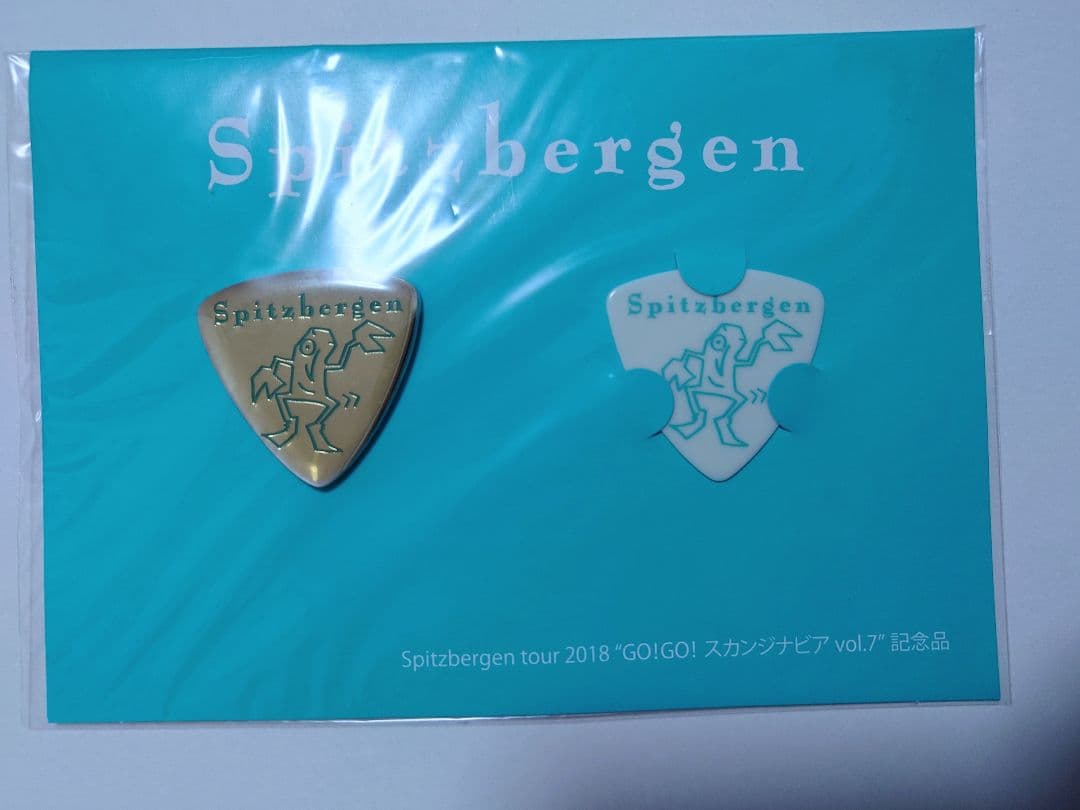 Spitzbergen
Spitzbergen
Spitzbergen
Spitzbergen tour 2018 “GO!GO! スカンジナビア vol.7” 記念品